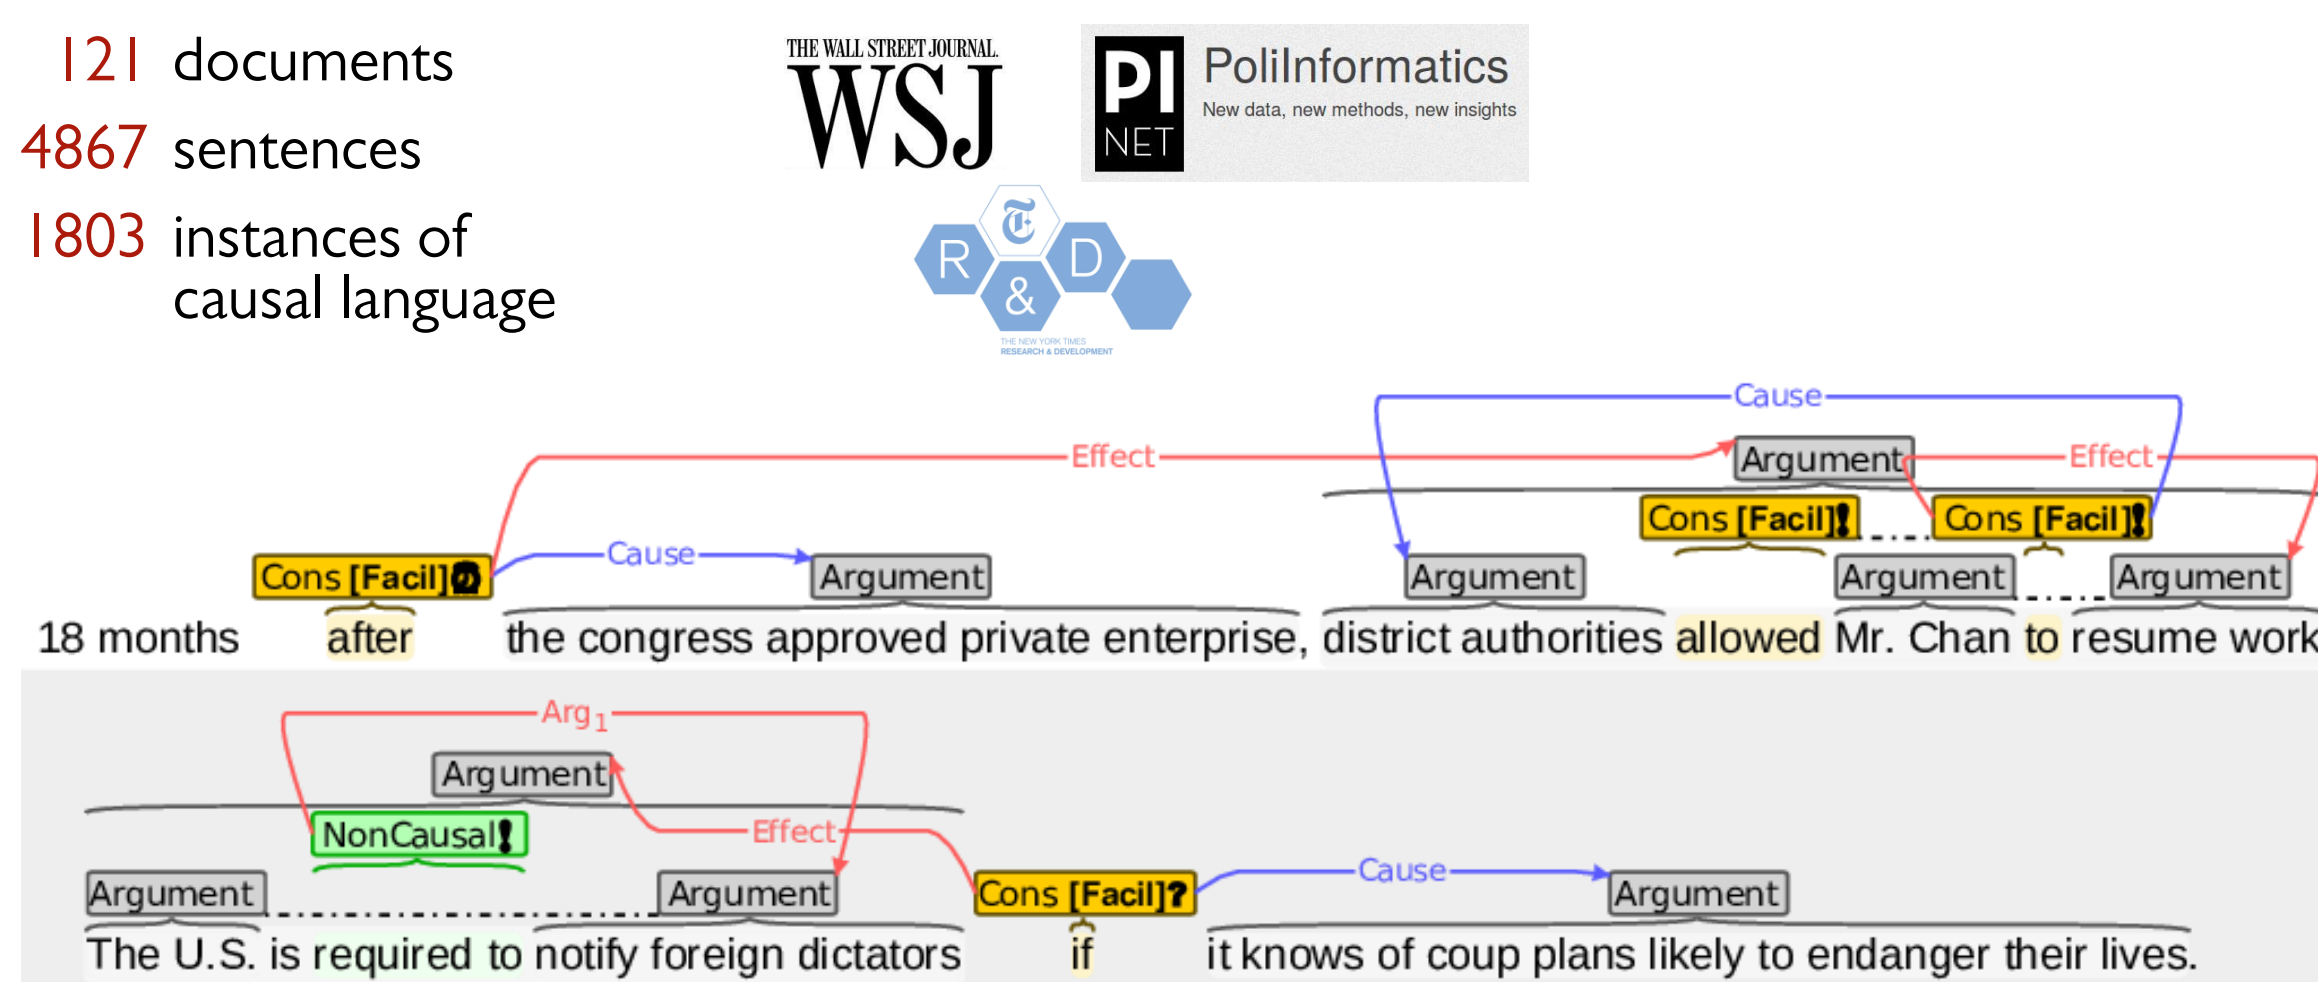 121 documents
4867 sentences
1803 instances of
causal language
THE WALL STREET JOURNAL.
WSJ
PI
NET
PoliInformatics
New data, new methods, new insights
T
R
D
&
THE NEW YORK TIMES
RESEARCH & DEVELOPMENT
Cause
Effect
Argument
Effect
Cons [Facil]!
Cons [Facil]!
Cons [Facil]
Cause
Argument
Argument
Argument
Argument
18 months after the congress approved private enterprise, district authorities allowed Mr. Chan to resume work
Arg1
Argument
NonCausal!
Effect
Argument
Argument
Cons [Facil]?
Cause
Argument
The U.S. is required to notify foreign dictators if it knows of coup plans likely to endanger their lives.